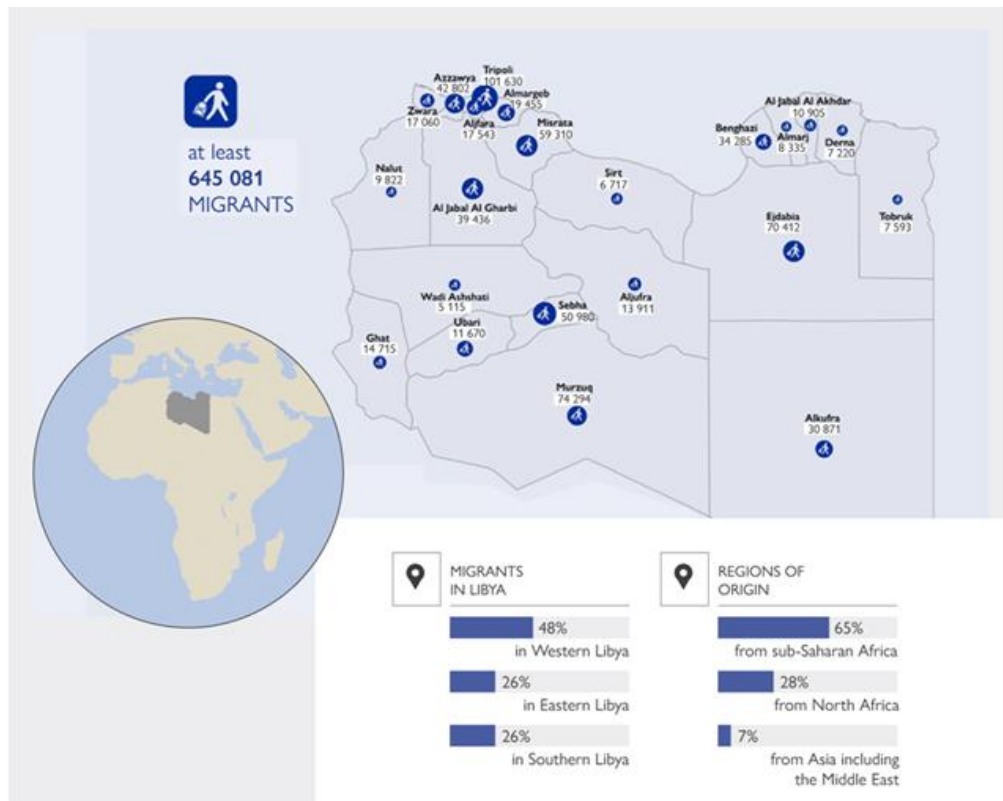 at least
645 081
MIGRANTS
Azzawya
42 802
Tripoli
101 630
Zwara
17 060
Aljfara
17 543
Almargeb
19 455
Misrata
59 310
Nalut
9 822
Al Jabal Al Gharbi
39 436
Sirt
6 717
Al Jabal Al Akhdar
10 905
Benghazi
34 285
Almarj
8 335
Derna
7 220
Ejdabia
70 412
Tobruk
7 593
Wadi Ashshati
5 115
Ubari
11 670
Sebha
50 980
Aljufra
13 911
Ghat
14 715
Murzuq
74 294
Alkufra
30 871
MIGRANTS
IN LIBYA
48%
in Western Libya
26%
in Eastern Libya
26%
in Southern Libya
REGIONS OF
ORIGIN
65%
from sub-Saharan Africa
28%
from North Africa
7%
from Asia including
the Middle East